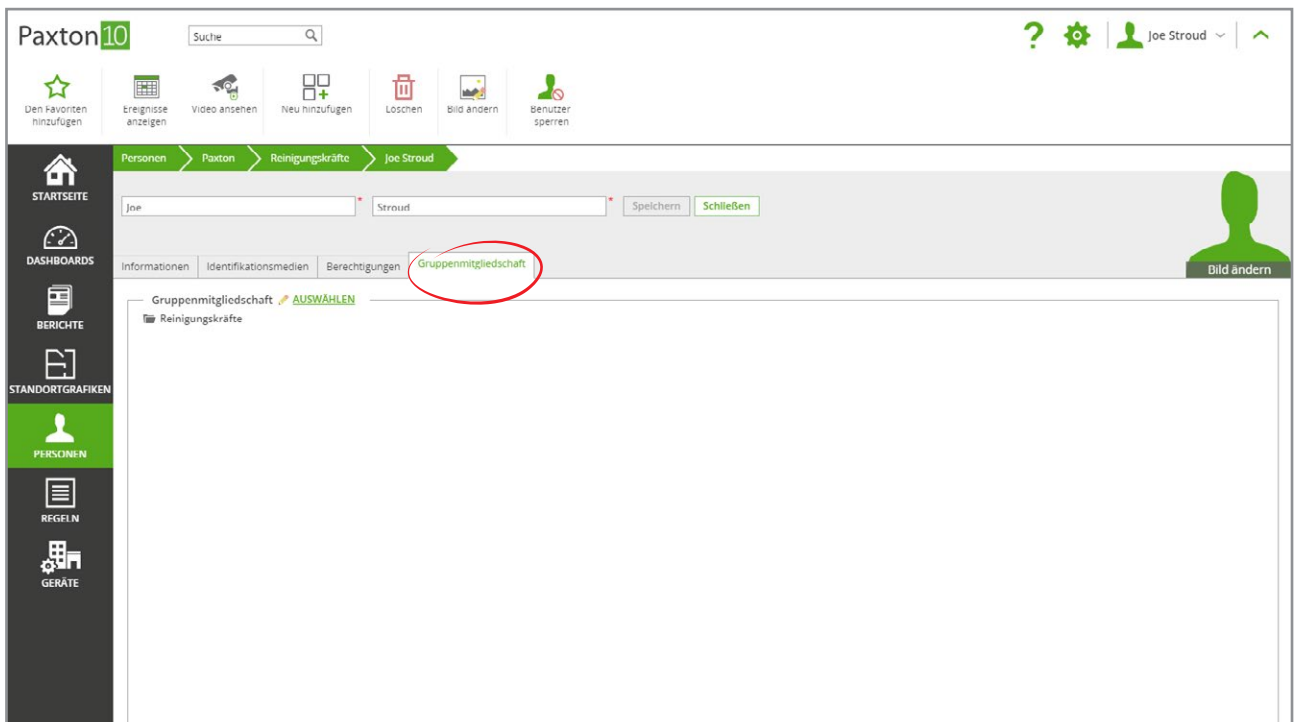 Paxton10
Suche
Joe Stroud
Den Favoriten
hinzufügen
Ereignisse
anzeigen
Video ansehen
Neu hinzufügen
Löschen
Bild ändern
Benutzer
sperren
STARTSEITE
DASHBOARDS
BERICHTE
STANDORTGRAFIKEN
PERSONEN
REGELN
GERÄTE
Personen Paxton Reinigungskräfte Joe Stroud
Joe * Stroud * Speichern Schließen
Bild ändern
Informationen Identifikationsmedien Berechtigungen Gruppenmitgliedschaft
Gruppenmitgliedschaft AUSWÄHLEN
Reinigungskräfte